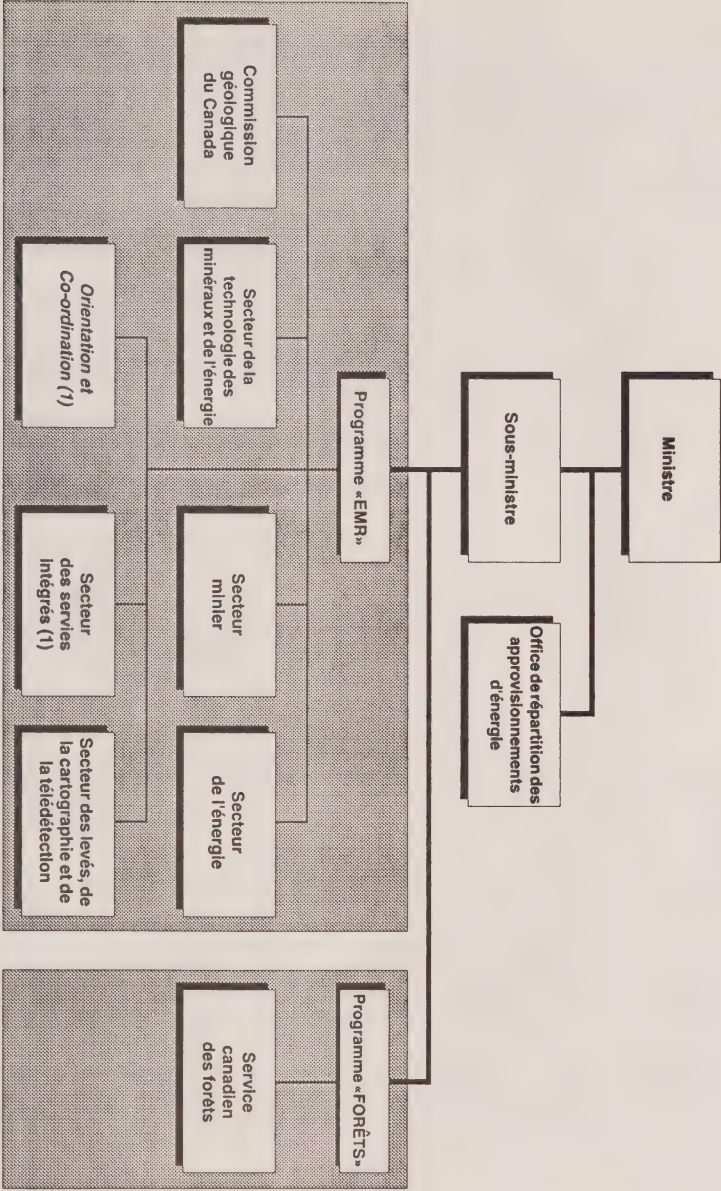 Ministre
Sous-ministre
Office de répartition des
approvisionnements
d'énergie
Programme «EMR»
Programme «FORÊTS»
Commission
géologique
du Canada
Secteur de la
technologie des
minéraux et de l'énergie
Secteur
minier
Secteur
de l'énergie
Service
canadien
des forêts
Orientation et
Co-ordination (1)
Secteur
des servies
intégrés (1)
Secteur des levés, de
la cartographie et de
la télédétection